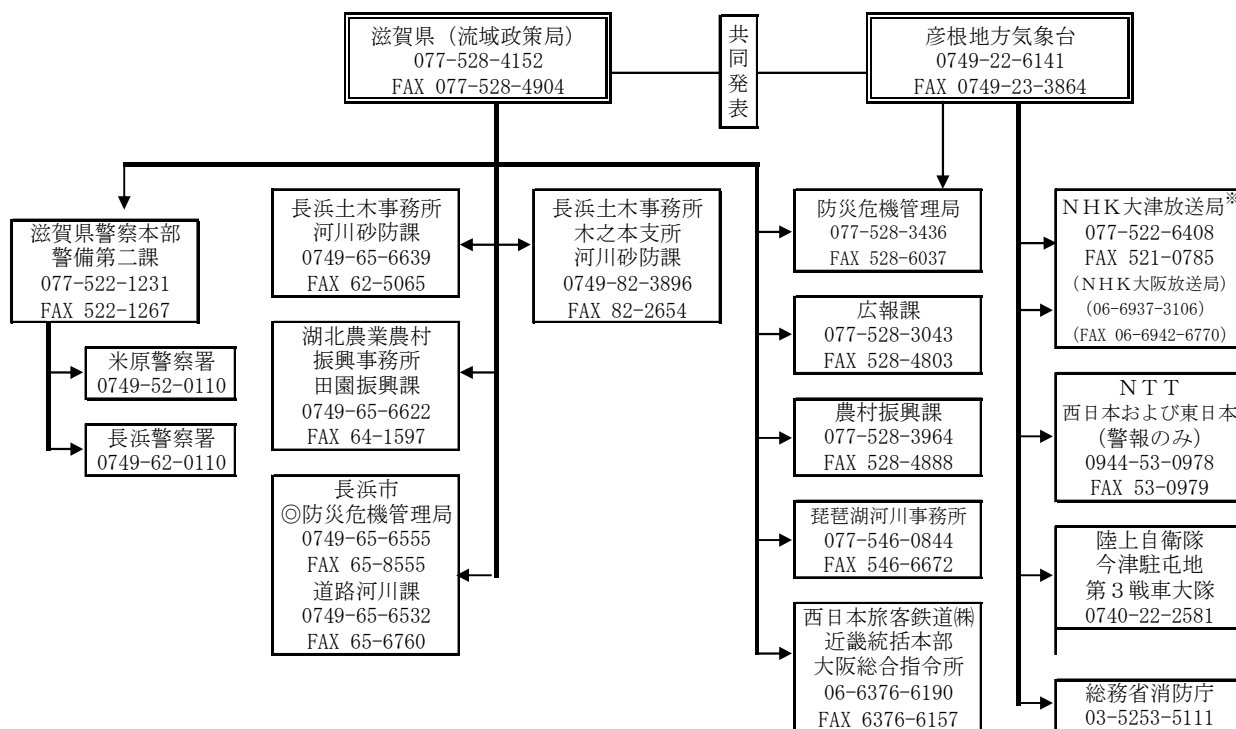 滋賀県（流域政策局）
077-528-4152
FAX 077-528-4904
共同発表
彦根地方気象台
0749-22-6141
FAX 0749-23-3864
滋賀県警察本部
警備第二課
077-522-1231
FAX 522-1267
米原警察署
0749-52-0110
長浜警察署
0749-62-0110
長浜土木事務所
河川砂防課
0749-65-6639
FAX 62-5065
湖北農業農村
振興事務所
田園振興課
0749-65-6622
FAX 64-1597
長浜市
◎防災危機管理局
0749-65-6555
FAX 65-8555
道路河川課
0749-65-6532
FAX 65-6760
長浜土木事務所
木之本支所
河川砂防課
0749-82-3896
FAX 82-2654
防災危機管理局
077-528-3436
FAX 528-6037
広報課
077-528-3043
FAX 528-4803
農村振興課
077-528-3964
FAX 528-4888
琵琶湖河川事務所
077-546-0844
FAX 546-6672
西日本旅客鉄道㈱
近畿統括本部
大阪総合指令所
06-6376-6190
FAX 6376-6157
ＮＨＫ大津放送局※
077-522-6408
FAX 521-0785
（ＮＨＫ大阪放送局）
(06-6937-3106)
(FAX 06-6942-6770)
ＮＴＴ
西日本および東日本
（警報のみ）
0944-53-0978
FAX 53-0979
陸上自衛隊
今津駐屯地
第３戦車大隊
0740-22-2581
総務省消防庁
03-5253-5111